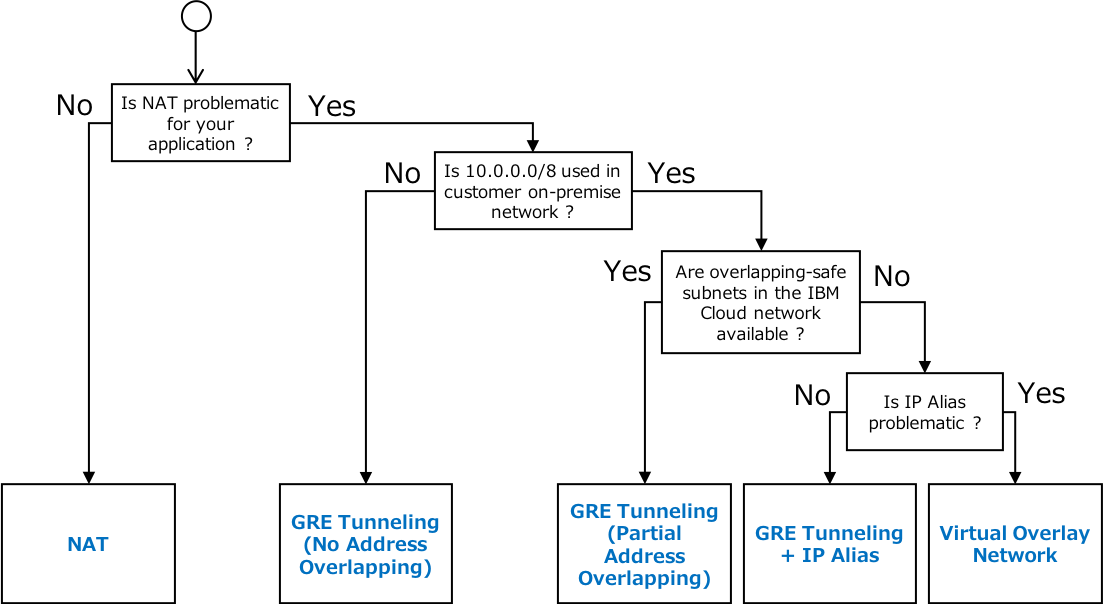 No
Is NAT problematic
for your
application ?
Yes
No
Is 10.0.0.0/8 used in
customer on-premise
network ?
Yes
Yes
Are overlapping-safe
subnets in the IBM
Cloud network
available ?
No
No
Is IP Alias
problematic ?
Yes
NAT
GRE Tunneling
(No Address
Overlapping)
GRE Tunneling
(Partial
Address
Overlapping)
GRE Tunneling
+ IP Alias
Virtual Overlay
Network